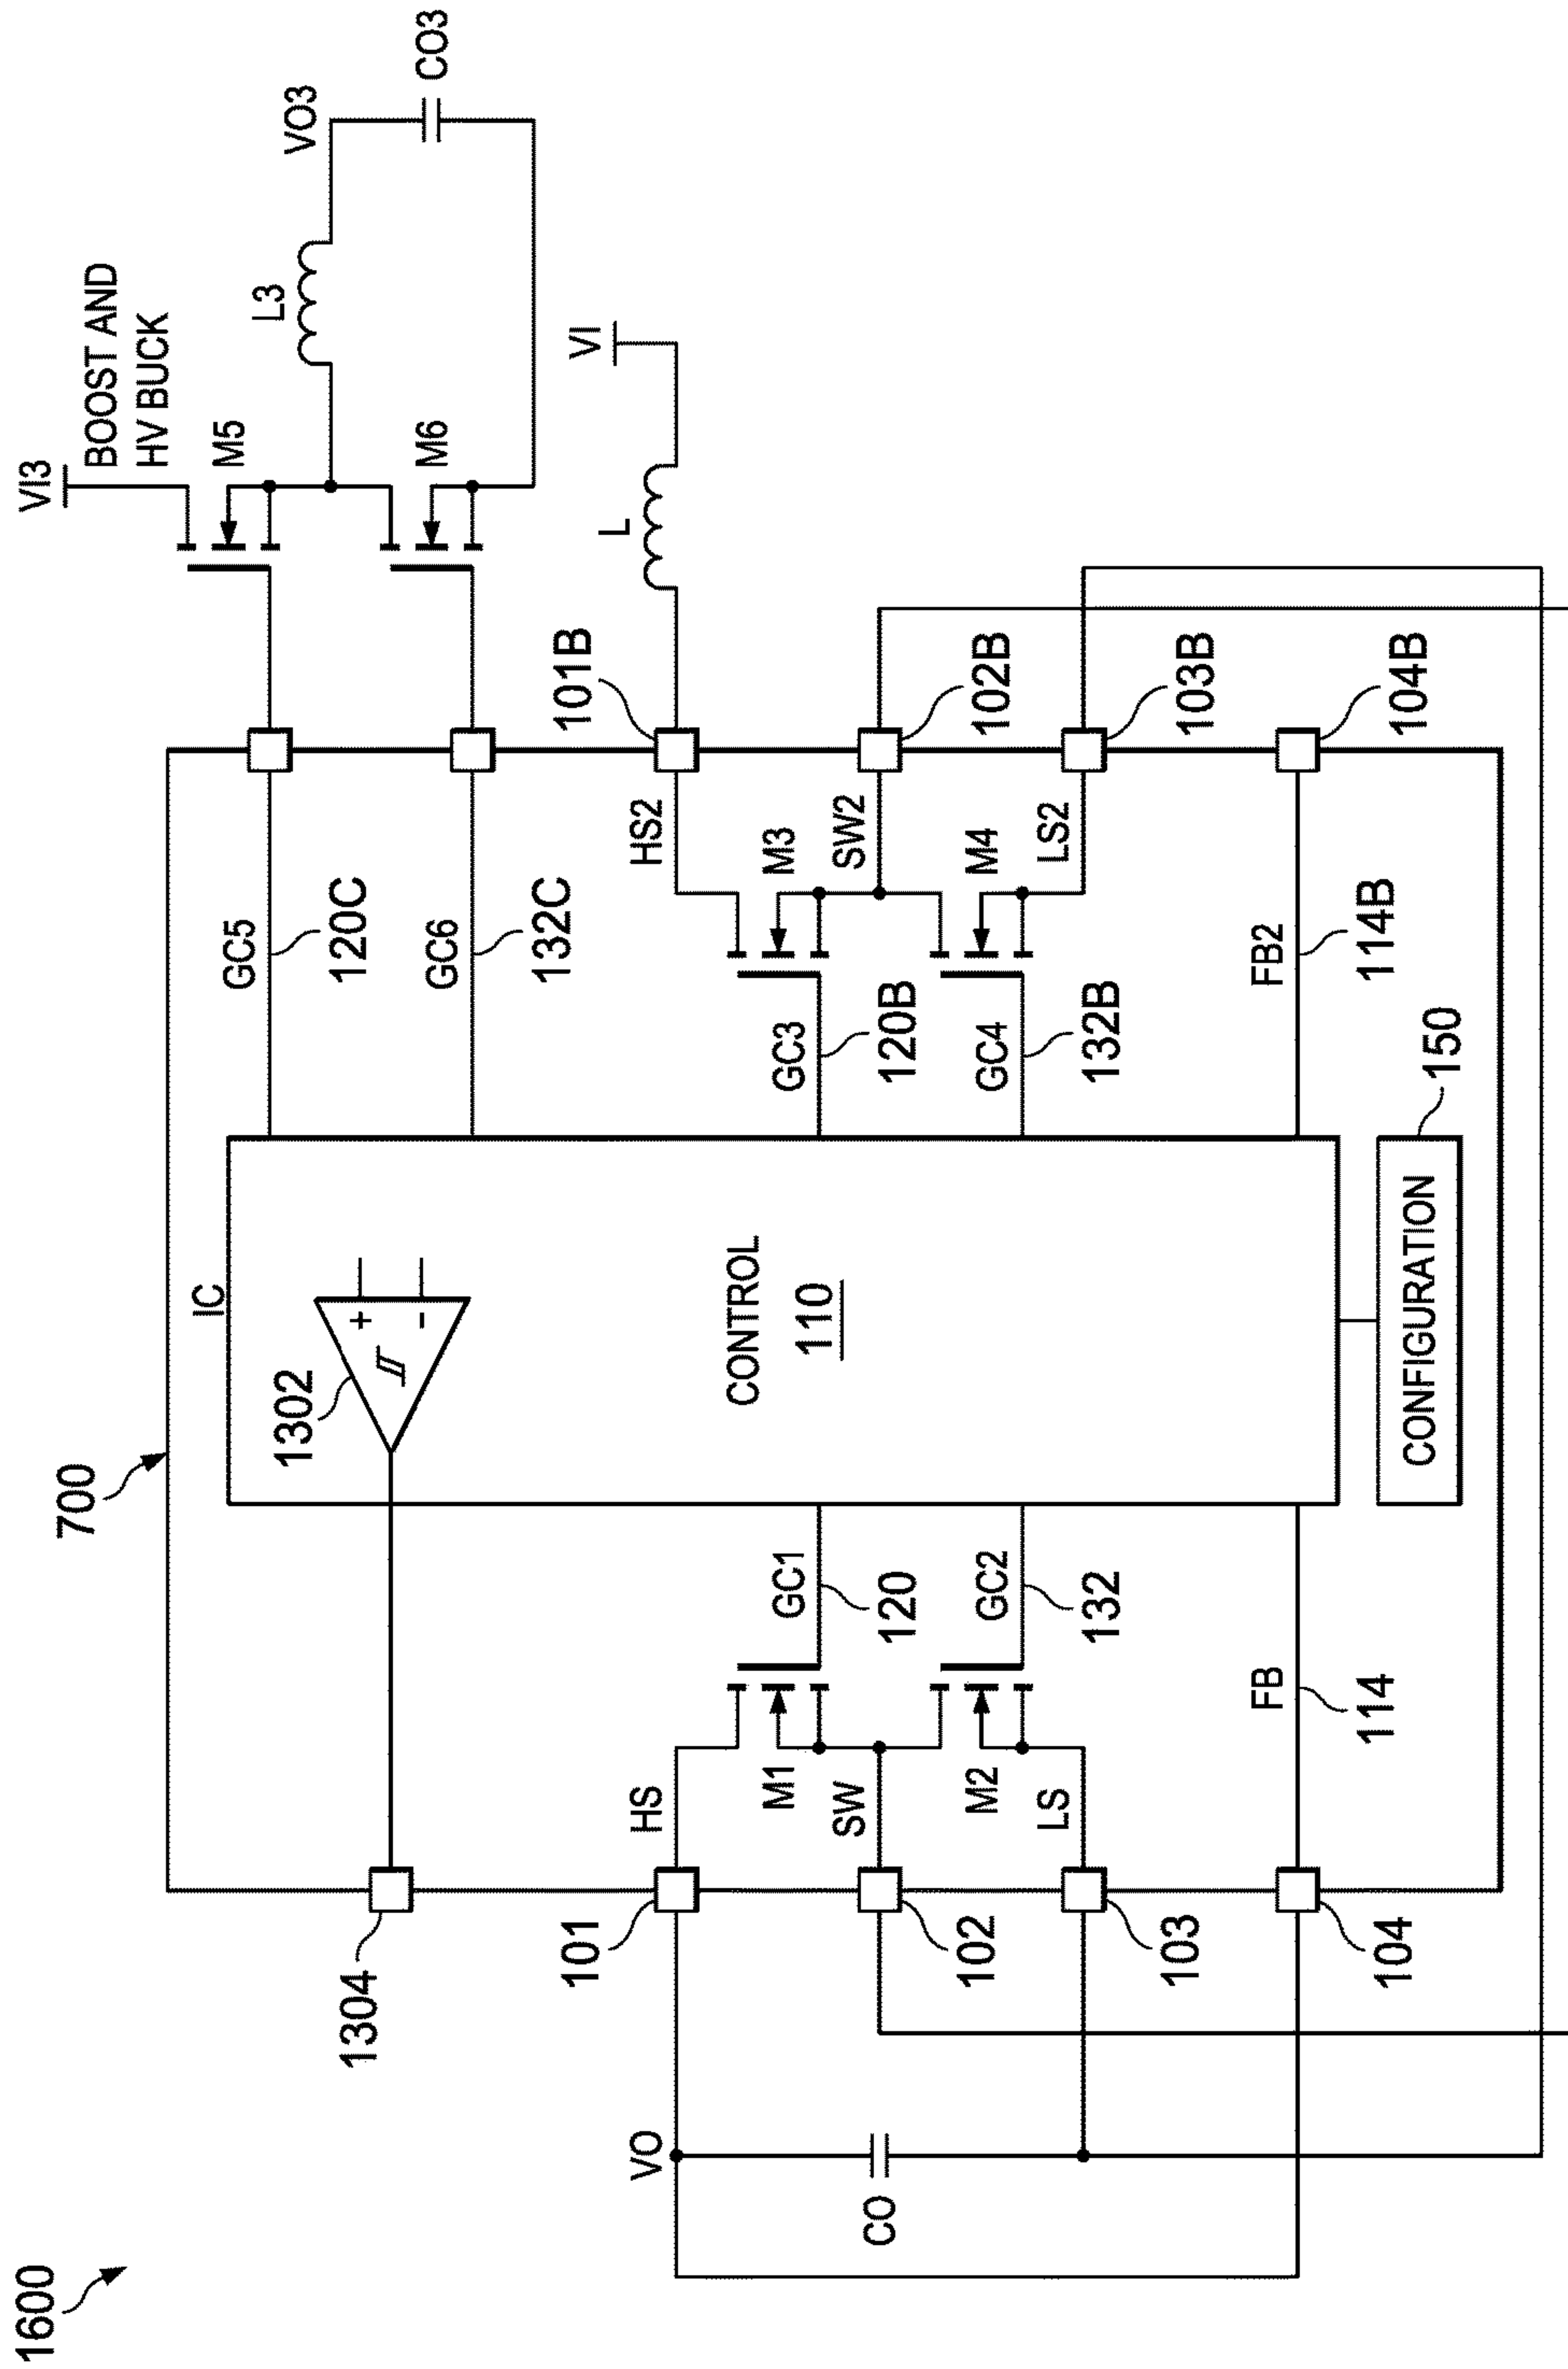 1600
700
BOOST AND
HV BUCK
VI3
M5
L3
VO3
CO3
M6
VI
L
IC
1302
+
-
1304
GC5
120C
GC6
132C
101B
HS2
M3
SW2
102B
M4
LS2
103B
GC3
120B
GC4
132B
FB2
114B
104B
CONTROL
110
CONFIGURATION
150
GC1
120
GC2
132
HS
M1
SW
M2
LS
FB
114
101
102
103
104
VO
CO